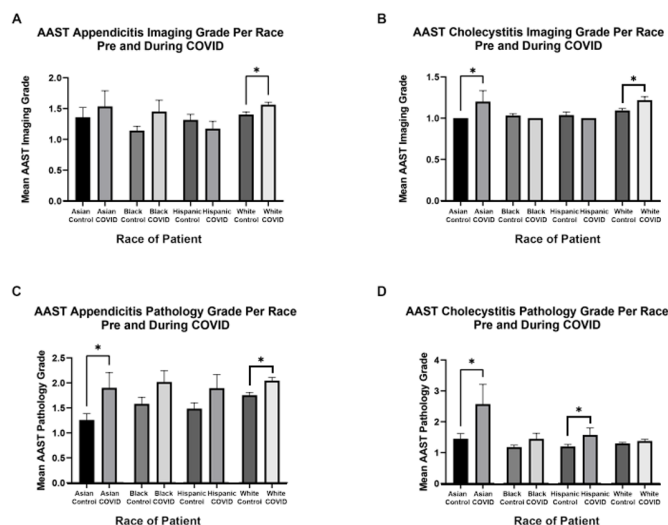 A
AAST Appendicitis Imaging Grade Per Race
Pre and During COVID
Mean AAST Imaging Grade
2.0
1.5
1.0
0.5
0.0
*
Asian Control
Asian COVID
Black Control
Black COVID
Hispanic Control
Hispanic COVID
White Control
White COVID
Race of Patient
B
AAST Cholecystitis Imaging Grade Per Race
Pre and During COVID
Mean AAST Imaging Grade
1.5
1.0
0.5
0.0
*
*
Asian Control
Asian COVID
Black Control
Black COVID
Hispanic Control
Hispanic COVID
White Control
White COVID
Race of Patient
C
AAST Appendicitis Pathology Grade Per Race
Pre and During COVID
Mean AAST Pathology Grade
2.5
2.0
1.5
1.0
0.5
0.0
*
*
Asian Control
Asian COVID
Black Control
Black COVID
Hispanic Control
Hispanic COVID
White Control
White COVID
Race of Patient
D
AAST Cholecystitis Pathology Grade Per Race
Pre and During COVID
Mean AAST Pathology Grade
4
3
2
1
0
*
*
Asian Control
Asian COVID
Black Control
Black COVID
Hispanic Control
Hispanic COVID
White Control
White COVID
Race of Patient